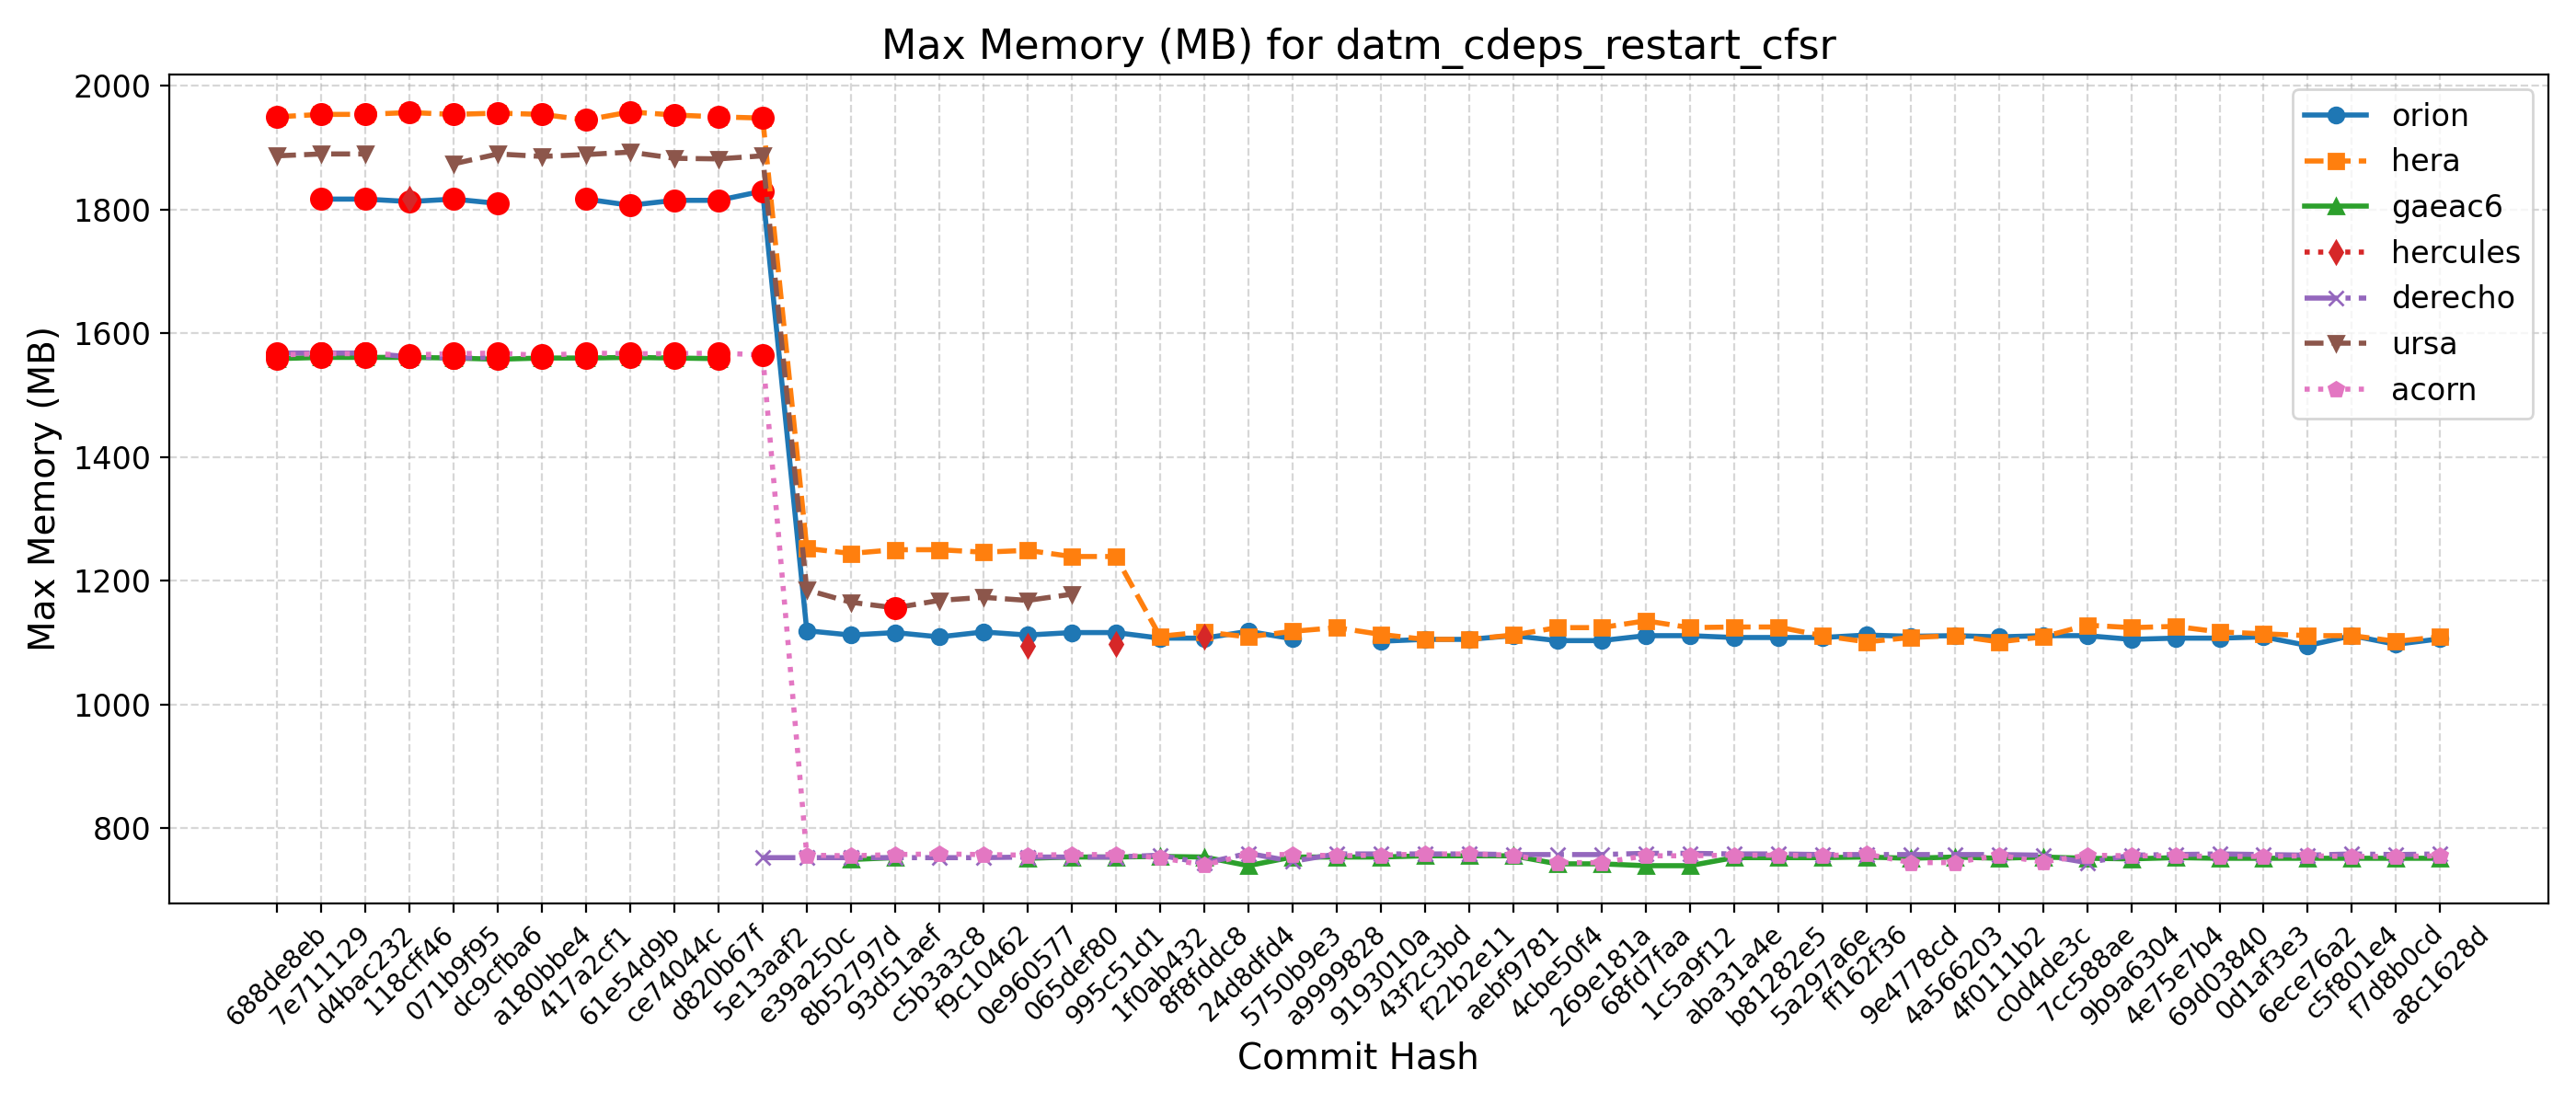 Max Memory (MB) for datm_cdeps_restart_cfsr
Max Memory (MB)
2000
1800
1600
1400
1200
1000
800
orion
hera
gaeac6
hercules
derecho
ursa
acorn
688de8eb
7e711129
d4bac232
118cff46
071b9f95
dc9cfba6
a180bbe4
417a2cf1
61e54d9b
ce74044c
d820b67f
5e13aaf2
e39a250c
8b52797d
93d51aef
c5b3a3c8
f9c10462
0e960577
065def80
995c51d1
1f0ab432
8f8fddc8
24d8dfd4
5750b9e3
a9999828
9193010a
43f2c3bd
f22b2e11
aebf9781
4cbe50f4
269e181a
68fd7faa
1c5a9f12
aba31a4e
b81282e5
5a297a6e
ff162f36
9e4778cd
4a566203
4f0111b2
c0d4de3c
7cc588ae
9b9a6304
4e75e7b4
69d03840
0d1af3e3
6ece76a2
c5f801e4
f7d8b0cd
a8c1628d
Commit Hash